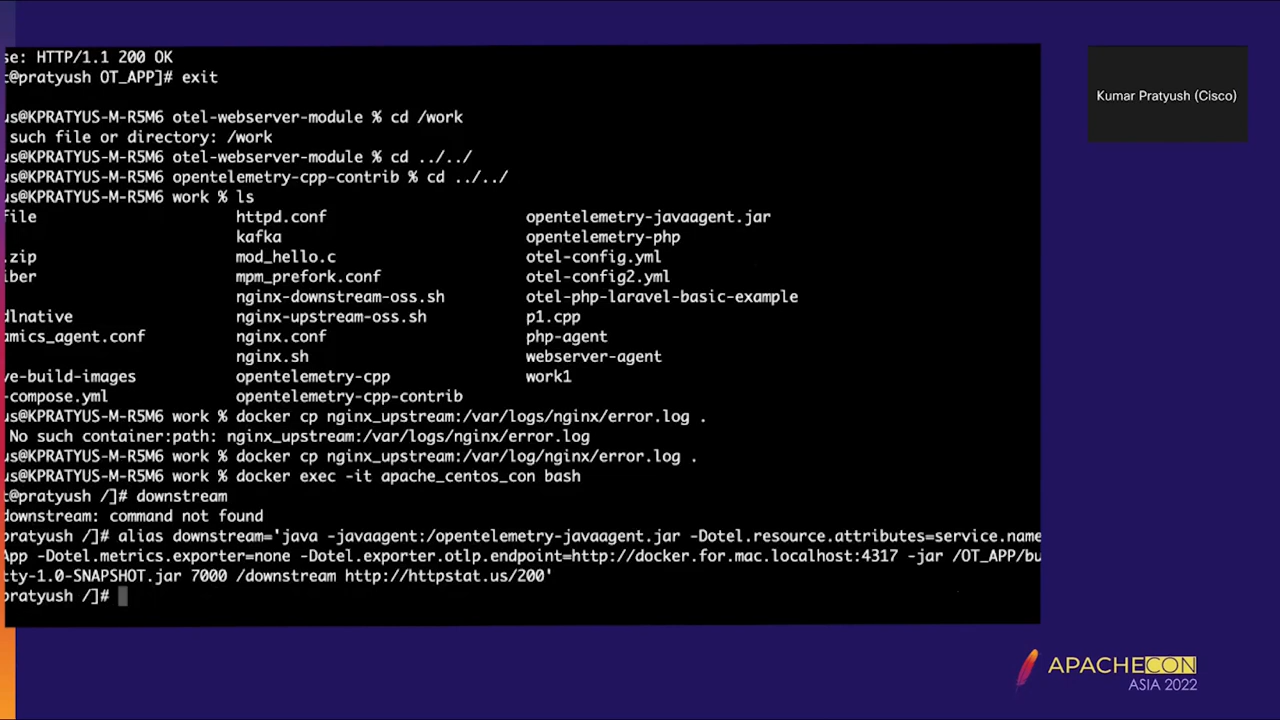 se: HTTP/1.1 200 OK
t@pratyush OT_APP]# exit
us@KPRATYUS-M-R5M6 otel-webserver-module % cd /work
such file or directory: /work
us@KPRATYUS-M-R5M6 otel-webserver-module % cd ../../
us@KPRATYUS-M-R5M6 opentelemetry-cpp-contrib % cd ../../
us@KPRATYUS-M-R5M6 work % ls
file httpd.conf opentelemetry-javaagent.jar
kafka opentelemetry-php
.zip mod_hello.c otel-config.yml
iber mpm_prefork.conf otel-config2.yml
nginx-downstream-oss.sh otel-php-laravel-basic-example
dlnative nginx-upstream-oss.sh p1.cpp
amics_agent.conf nginx.conf php-agent
nginx.sh webserver-agent
ve-build-images opentelemetry-cpp work1
-compose.yml opentelemetry-cpp-contrib
us@KPRATYUS-M-R5M6 work % docker cp nginx_upstream:/var/logs/nginx/error.log .
No such container:path: nginx_upstream:/var/logs/nginx/error.log
us@KPRATYUS-M-R5M6 work % docker cp nginx_upstream:/var/log/nginx/error.log .
us@KPRATYUS-M-R5M6 work % docker exec -it apache_centos_con bash
t@pratyush /]# downstream
downstream: command not found
pratyush /]# alias downstream='java -javaagent:/opentelemetry-javaagent.jar -Dotel.resource.attributes=service.name
App -Dotel.metrics.exporter=none -Dotel.exporter.otlp.endpoint=http://docker.for.mac.localhost:4317 -jar /OT_APP/bu
tty-1.0-SNAPSHOT.jar 7000 /downstream http://httpstat.us/200'
pratyush /]#
Kumar Pratyush (Cisco)
APACHECON
ASIA 2022